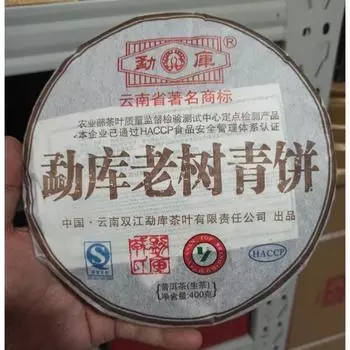 勐 库 ®
云南省著名商标
农业部茶叶质量监督检验测试中心定点检测产品
本企业已通过HACCP食品安全管理体系认证
勐库老树青饼
中国·云南双江勐库茶叶有限责任公司 出品
HACCP
普洱茶(生茶)
净含量:400克